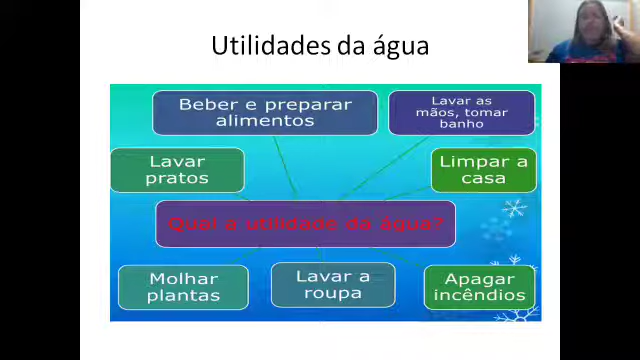 Utilidades da água
Beber e preparar
alimentos
Lavar as
mãos, tomar
banho
Lavar
pratos
Limpar a
casa
Qual a utilidade da água?
Molhar
plantas
Lavar a
roupa
Apagar
incêndios